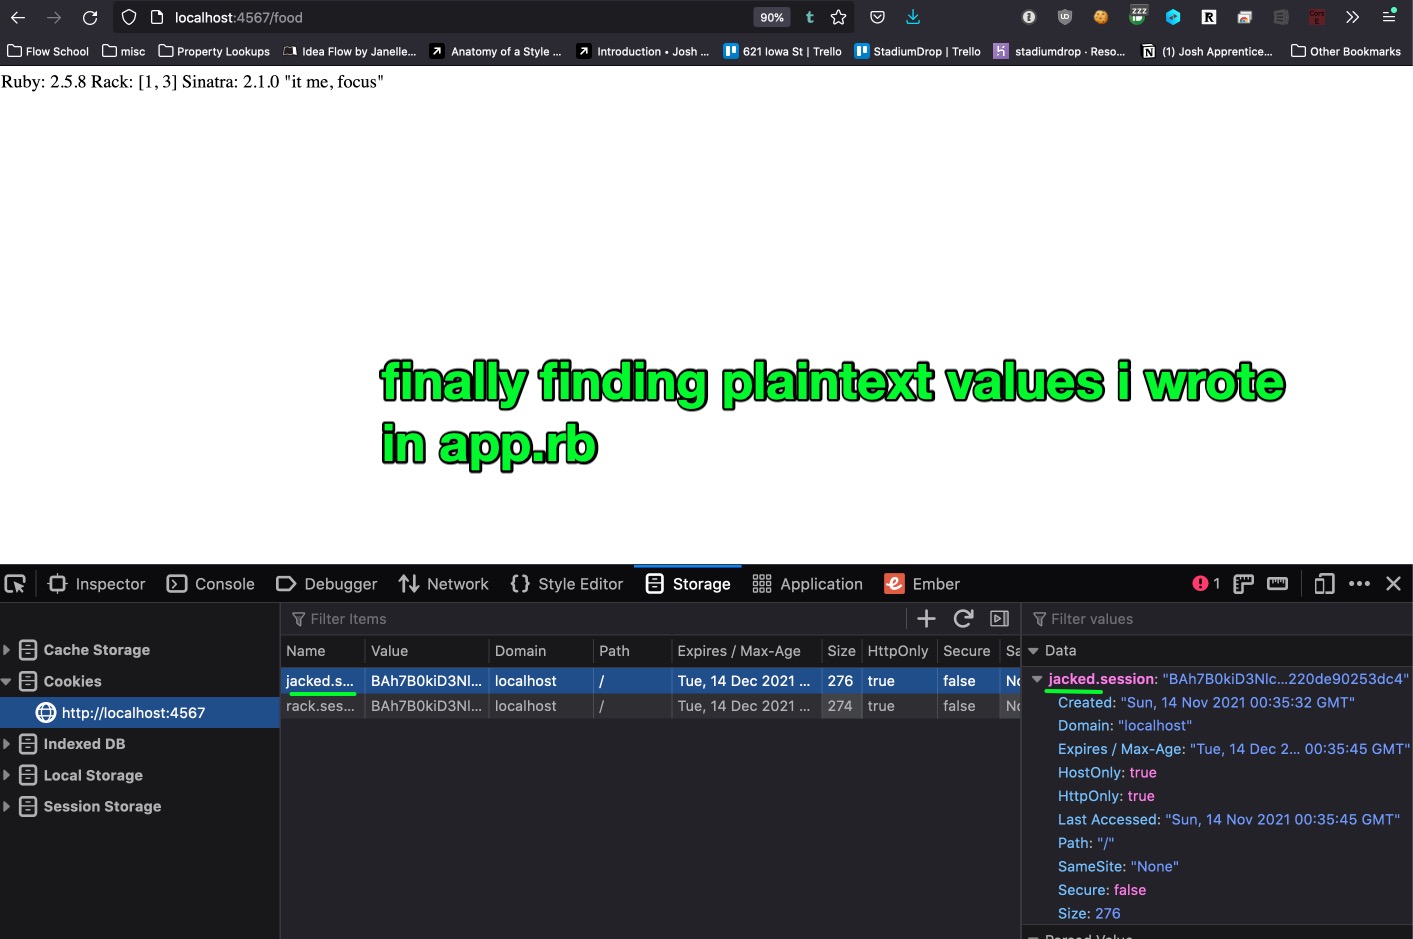 localhost:4567/food
90%
t
zzz
R
Core
E
Flow School
misc
Property Lookups
Idea Flow by Janelle...
Anatomy of a Style ...
Introduction • Josh ...
621 Iowa St | Trello
StadiumDrop | Trello
stadiumdrop · Reso...
(1) Josh Apprentice...
Other Bookmarks
Ruby: 2.5.8 Rack: [1, 3] Sinatra: 2.1.0 "it me, focus"
finally finding plaintext values i wrote
in app.rb
Inspector
Console
Debugger
Network
Style Editor
Storage
Application
Ember
1
Cache Storage
Cookies
http://localhost:4567
Indexed DB
Local Storage
Session Storage
Filter Items
Name Value Domain Path Expires / Max-Age Size HttpOnly Secure Sa
jacked.s... BAh7B0kiD3Nl... localhost / Tue, 14 Dec 2021 ... 276 true false No
rack.ses... BAh7B0kiD3Nl... localhost / Tue, 14 Dec 2021 ... 274 true false No
Filter values
Data
jacked.session: "BAh7B0kiD3Nlc...220de90253dc4"
Created: "Sun, 14 Nov 2021 00:35:32 GMT"
Domain: "localhost"
Expires / Max-Age: "Tue, 14 Dec 2... 00:35:45 GMT"
HostOnly: true
HttpOnly: true
Last Accessed: "Sun, 14 Nov 2021 00:35:45 GMT"
Path: "/"
SameSite: "None"
Secure: false
Size: 276
Parsed Value